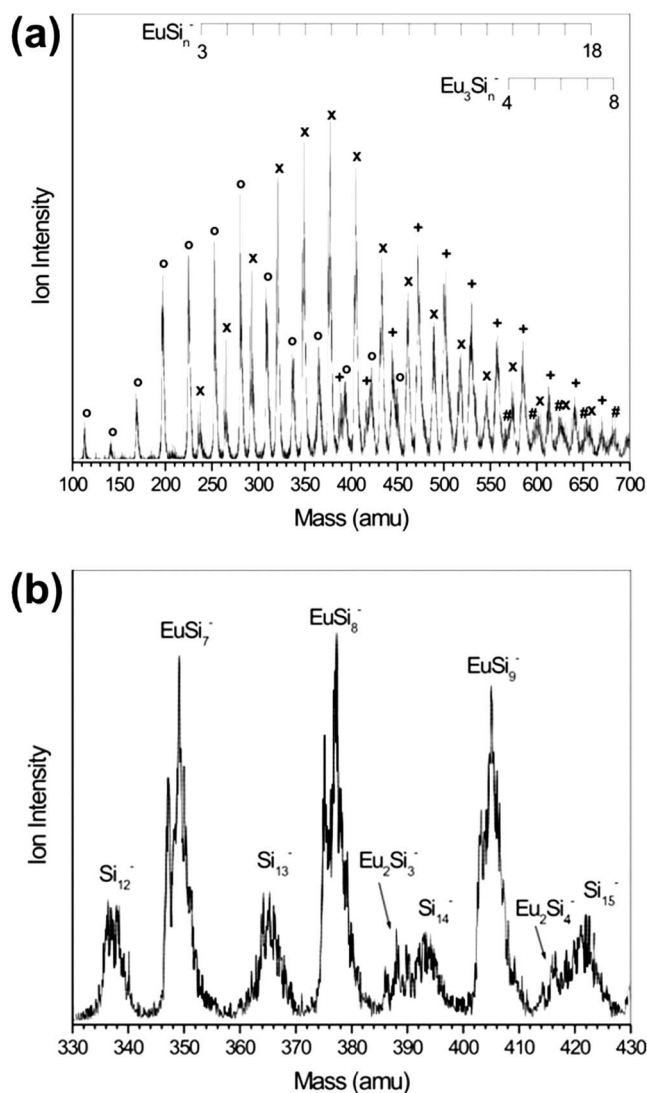 (a)
EuSiₙ⁻
3 18
Eu₃Siₙ⁻
4 8
Ion Intensity
o o o o o o o x x o x x x x o o x + o + o x o + x + x + x + x + # x + # x + # x + # x + #
100 150 200 250 300 350 400 450 500 550 600 650 700
Mass (amu)
(b)
EuSi₈⁻
EuSi₇⁻
EuSi₉⁻
Eu₂Si₃⁻
Si₁₂⁻
Si₁₃⁻
Si₁₄⁻
Eu₂Si₄⁻
Si₁₅⁻
Ion Intensity
330 340 350 360 370 380 390 400 410 420 430
Mass (amu)